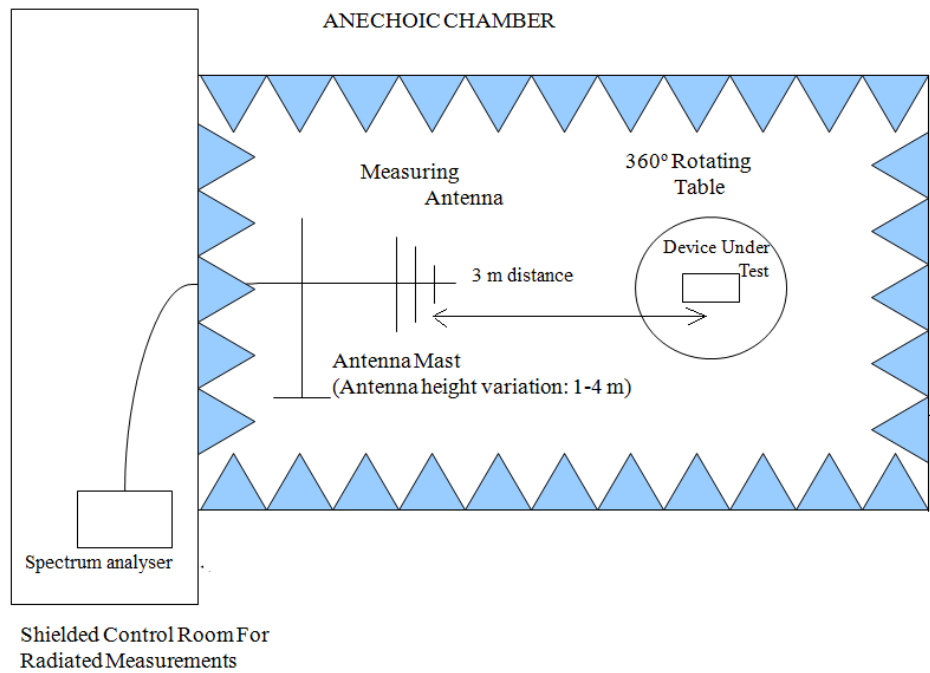 ANECHOIC CHAMBER
360° Rotating
Table
Measuring
Antenna
Device Under
Test
3 m distance
Antenna Mast
(Antenna height variation: 1-4 m)
Spectrum analyser
Shielded Control Room For
Radiated Measurements